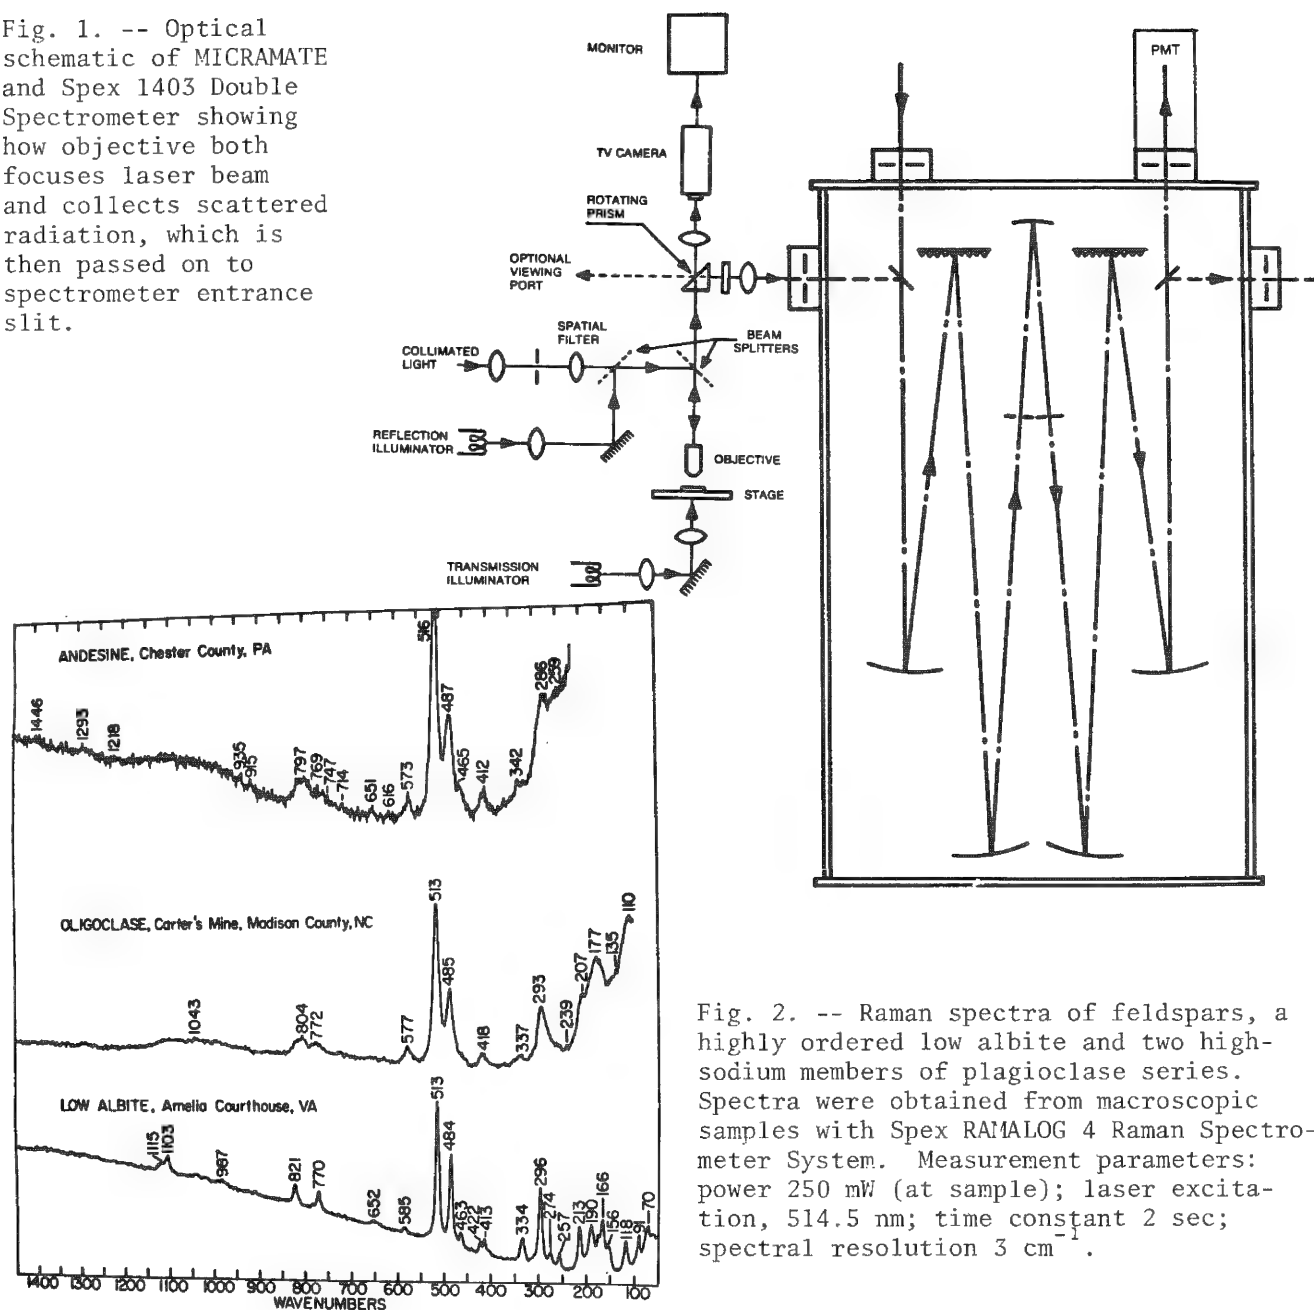 Fig. 1. -- Optical
schematic of MICRAMATE
and Spex 1403 Double
Spectrometer showing
how objective both
focuses laser beam
and collects scattered
radiation, which is
then passed on to
spectrometer entrance
slit.
MONITOR
PMT
TV CAMERA
ROTATING
PRISM
OPTIONAL
VIEWING
PORT
SPATIAL
FILTER
BEAM
SPLITTERS
COLLIMATED
LIGHT
REFLECTION
ILLUMINATOR
OBJECTIVE
STAGE
TRANSMISSION
ILLUMINATOR
ANDESINE, Chester County, PA
1446
1293
1218
935
915
797
769
747
714
651
616
573
516
487
465
412
342
286
259
OLIGOCLASE, Carter's Mine, Madison County, NC
1043
804
772
577
513
485
418
337
293
239
207
177
135
110
LOW ALBITE, Amelia Courthouse, VA
1115
1103
987
821
770
652
585
513
484
463
422
413
334
296
274
257
213
190
166
156
118
91
70
1400 1300 1200 1100 1000 900 800 700 600 500 400 300 200 100
WAVENUMBERS
Fig. 2. -- Raman spectra of feldspars, a
highly ordered low albite and two high-
sodium members of plagioclase series.
Spectra were obtained from macroscopic
samples with Spex RAMALOG 4 Raman Spectro-
meter System. Measurement parameters:
power 250 mW (at sample); laser excita-
tion, 514.5 nm; time constant 2 sec;
spectral resolution 3 cm⁻¹.